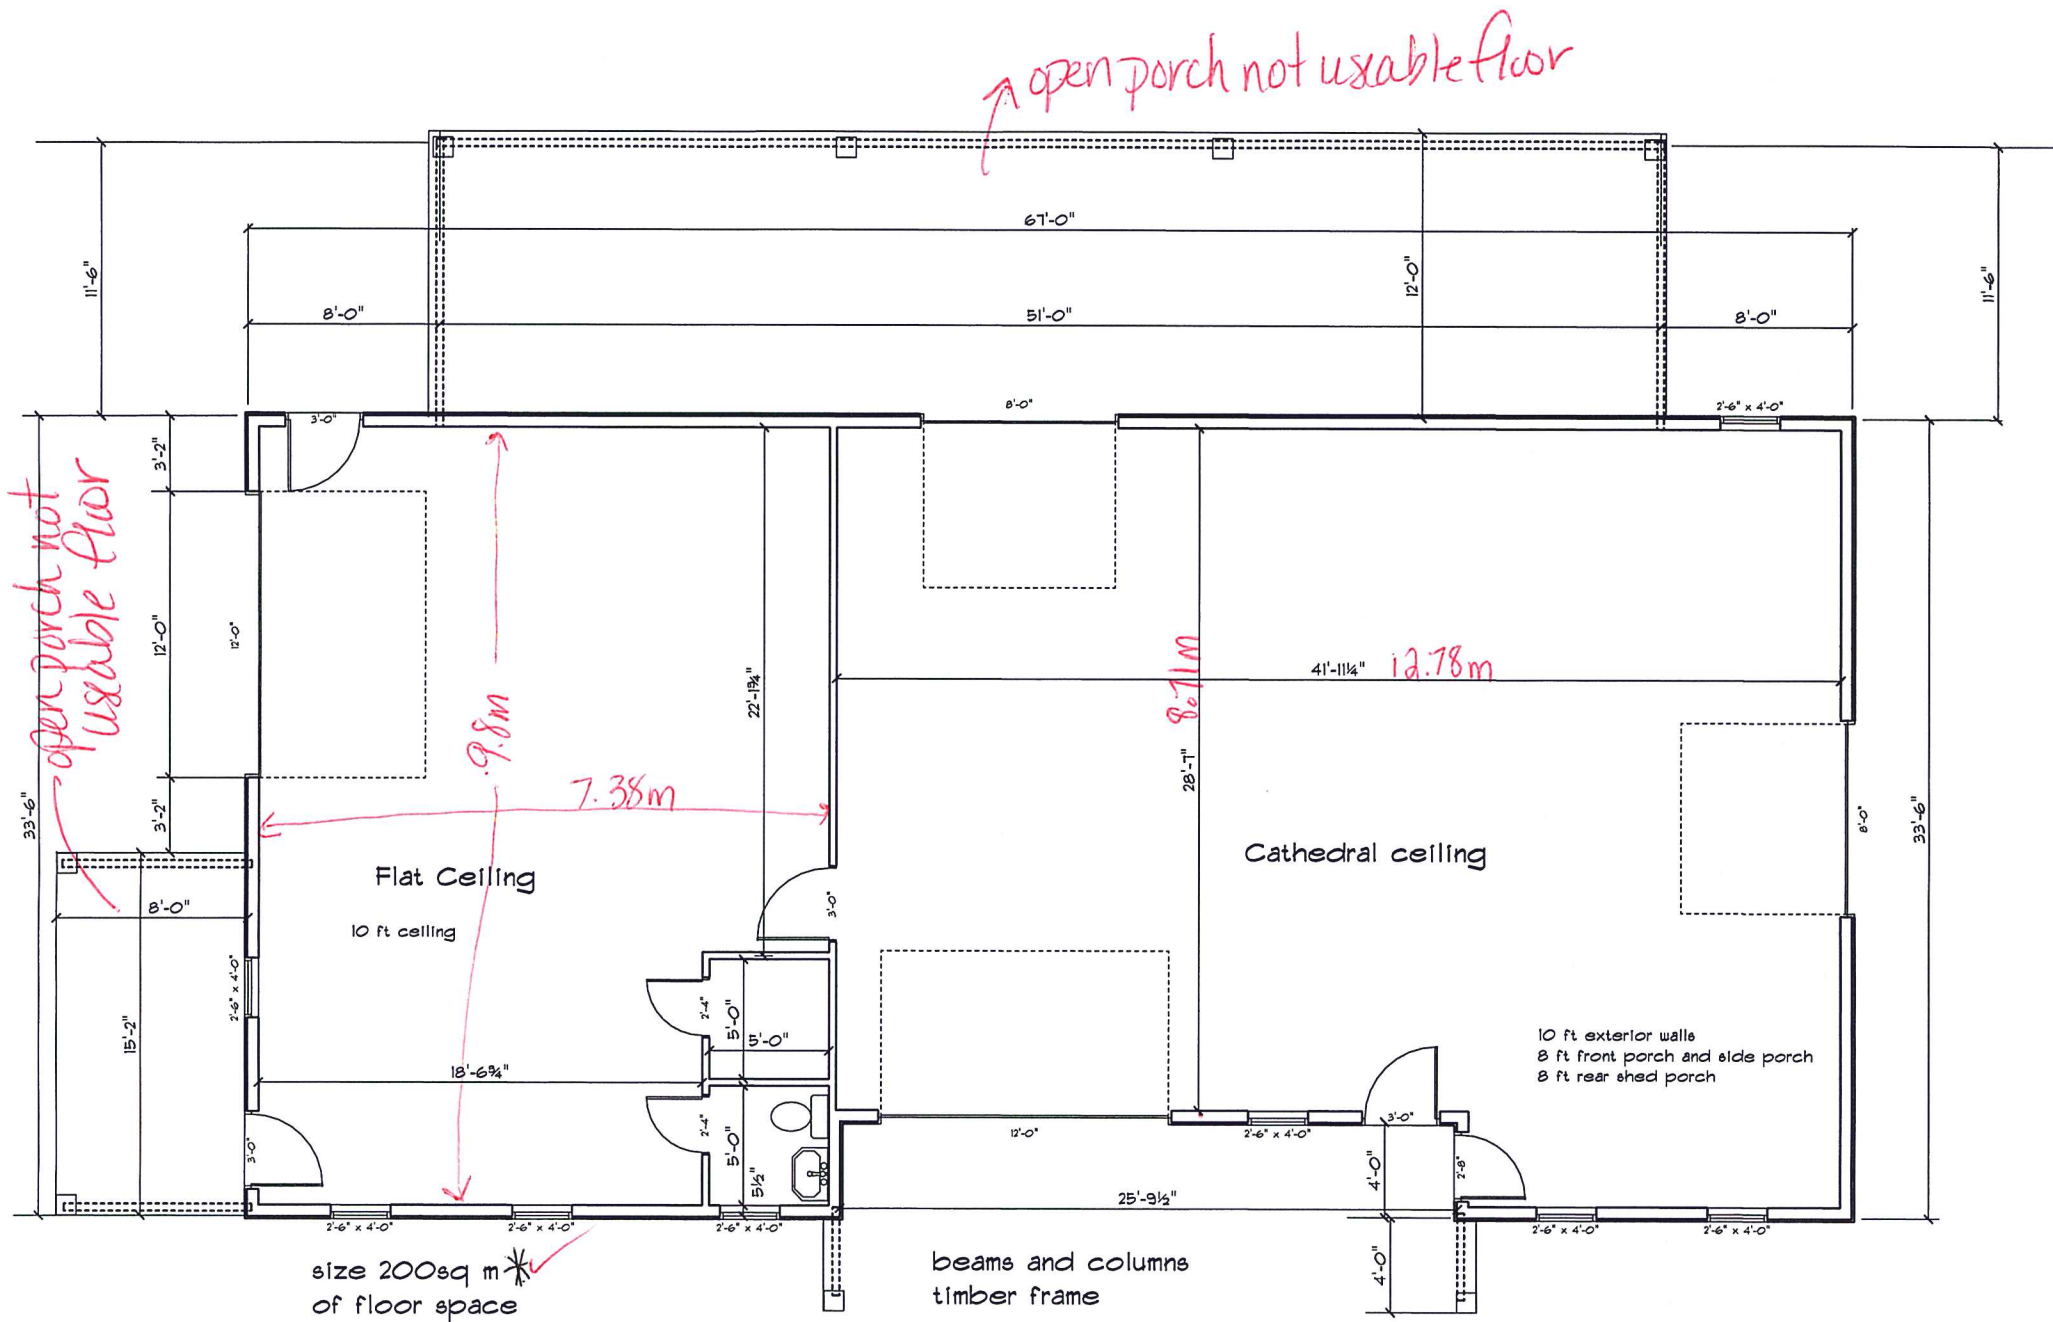 open porch not useable floor
67'-0"
11'-6"
12'-0"
11'-6"
8'-0"
51'-0"
8'-0"
3'-0"
8'-0"
2'-6" x 4'-0"
3'-2"
open porch not
useable floor
12'-0"
12'-0"
22'-1¾"
9.8m
8.71m
41'-11¼" 12.78m
28'-7"
7.38m
33'-6"
3'-2"
8'-0"
33'-6"
Flat Ceiling
Cathedral ceiling
10 ft ceiling
3'-0"
8'-0"
2'-6" x 4'-0"
15'-2"
2'-4"
5'-0"
5'-0"
10 ft exterior walls
8 ft front porch and side porch
8 ft rear shed porch
18'-6¾"
2'-4"
5'-0"
3'-0"
3'-0"
12'-0"
2'-6" x 4'-0"
4'-0"
2'-8"
5½"
25'-9½"
2'-6" x 4'-0"
2'-6" x 4'-0"
2'-6" x 4'-0"
2'-6" x 4'-0"
2'-6" x 4'-0"
4'-0"
size 200sq m*
of floor space
beams and columns
timber frame